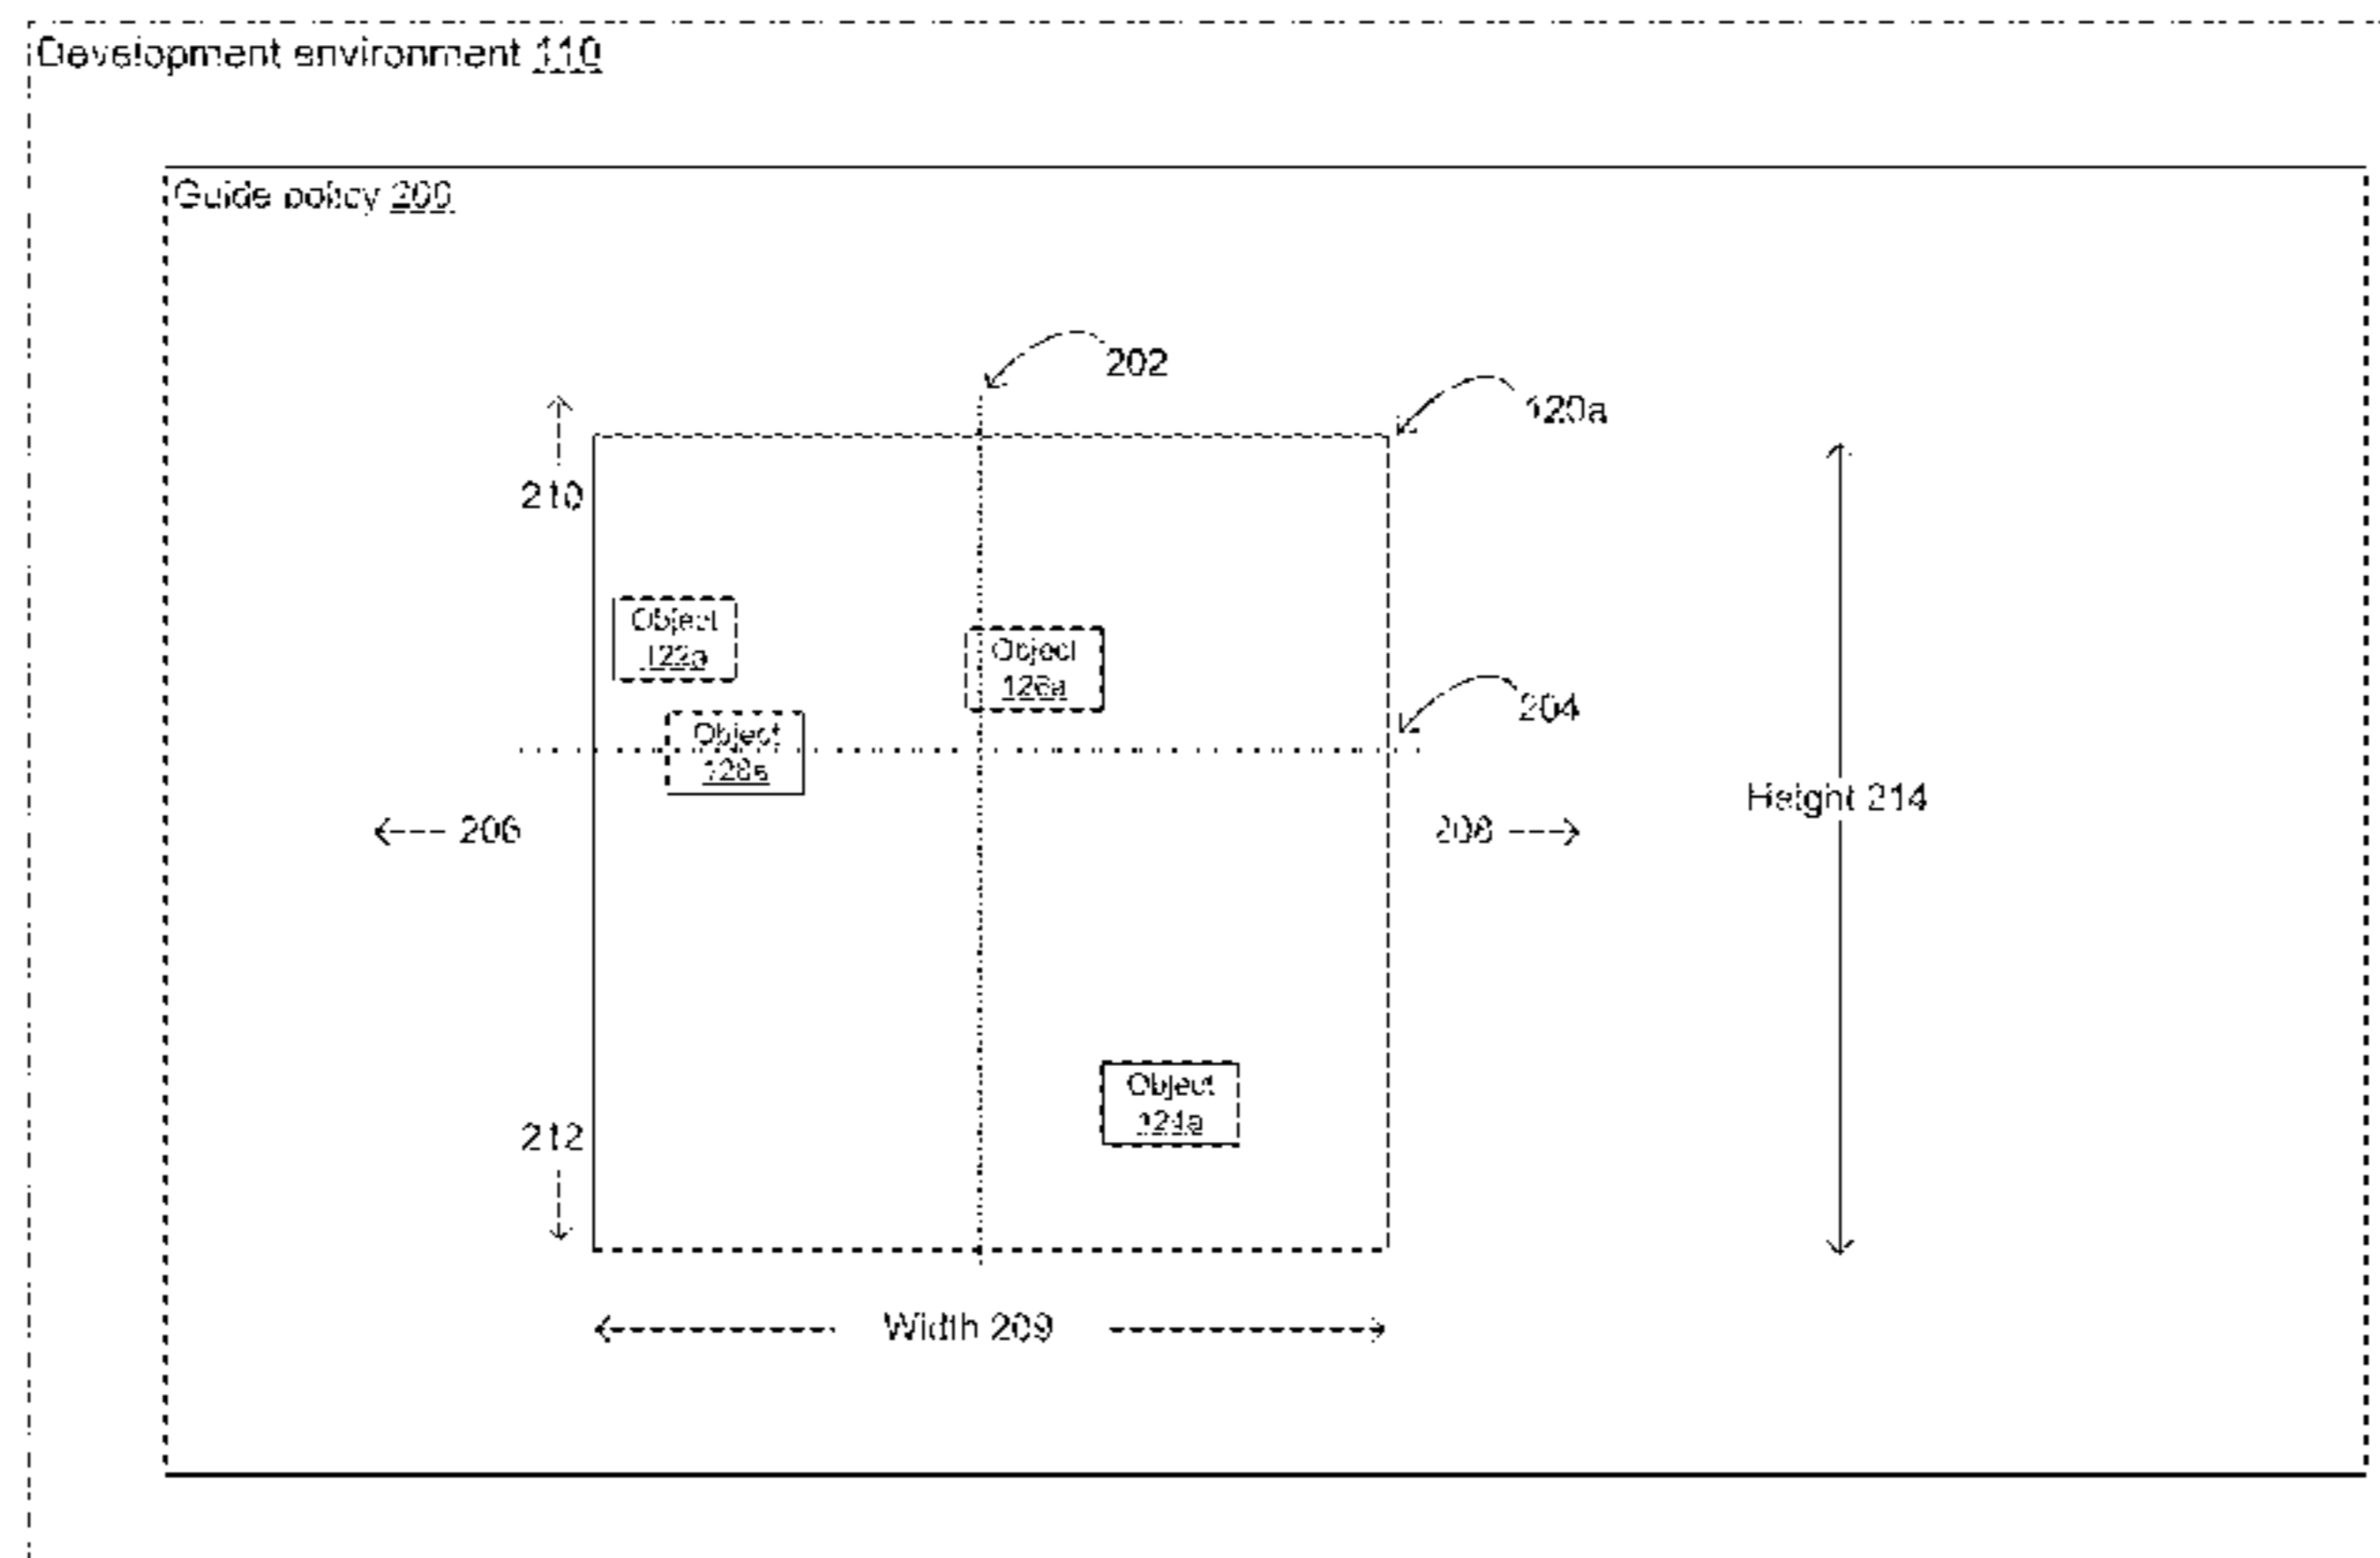 Development environment 110
Guide policy 200
202
120a
210
Object
122a
Object
126a
204
Object
128a
Height 214
206
208
Object
124a
212
Width 209